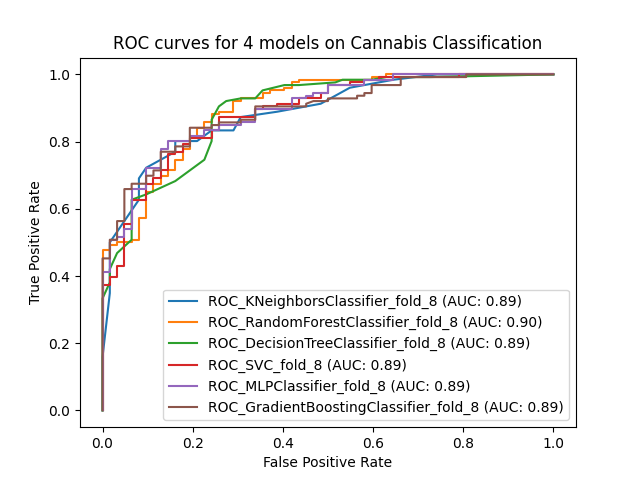 ROC curves for 4 models on Cannabis Classification
True Positive Rate
1.0
0.8
0.6
0.4
0.2
0.0
ROC_KNeighborsClassifier_fold_8 (AUC: 0.89)
ROC_RandomForestClassifier_fold_8 (AUC: 0.90)
ROC_DecisionTreeClassifier_fold_8 (AUC: 0.89)
ROC_SVC_fold_8 (AUC: 0.89)
ROC_MLPClassifier_fold_8 (AUC: 0.89)
ROC_GradientBoostingClassifier_fold_8 (AUC: 0.89)
0.0 0.2 0.4 0.6 0.8 1.0
False Positive Rate